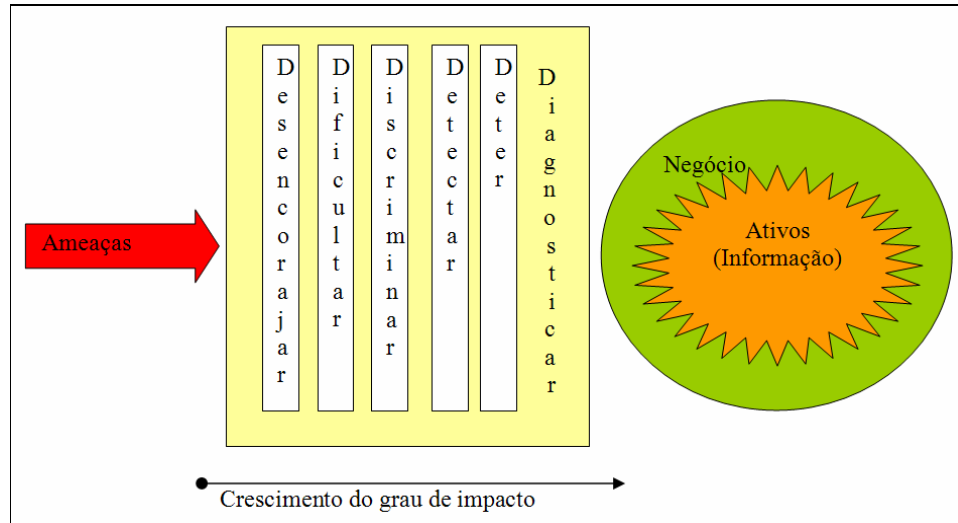 Ameaças
Desencorajar
Dificultar
Discriminar
Detectar
Deter
Diagnosticar
Negócio
Ativos
(Informação)
Crescimento do grau de impacto